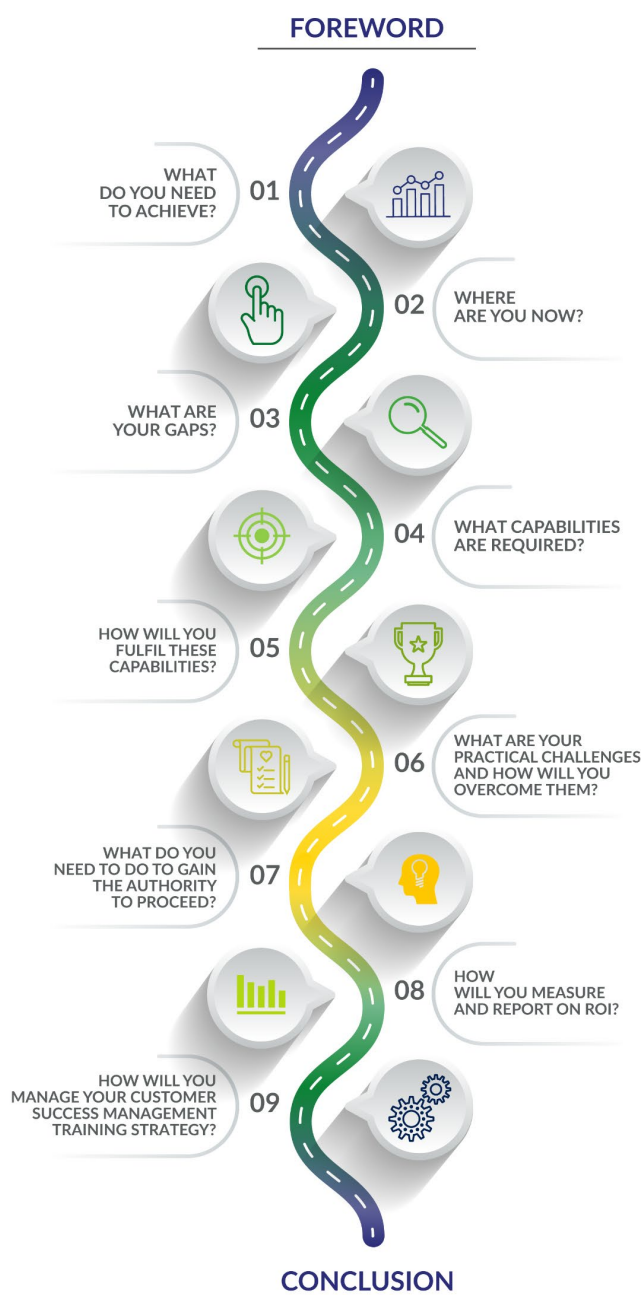 FOREWORD
01
WHAT
DO YOU NEED
TO ACHIEVE?
02
WHERE
ARE YOU NOW?
03
WHAT ARE
YOUR GAPS?
04
WHAT CAPABILITIES
ARE REQUIRED?
05
HOW WILL YOU
FULFIL THESE
CAPABILITIES?
06
WHAT ARE YOUR
PRACTICAL CHALLENGES
AND HOW WILL YOU
OVERCOME THEM?
07
WHAT DO YOU
NEED TO DO TO GAIN
THE AUTHORITY
TO PROCEED?
08
HOW
WILL YOU MEASURE
AND REPORT ON ROI?
09
HOW WILL YOU
MANAGE YOUR CUSTOMER
SUCCESS MANAGEMENT
TRAINING STRATEGY?
CONCLUSION